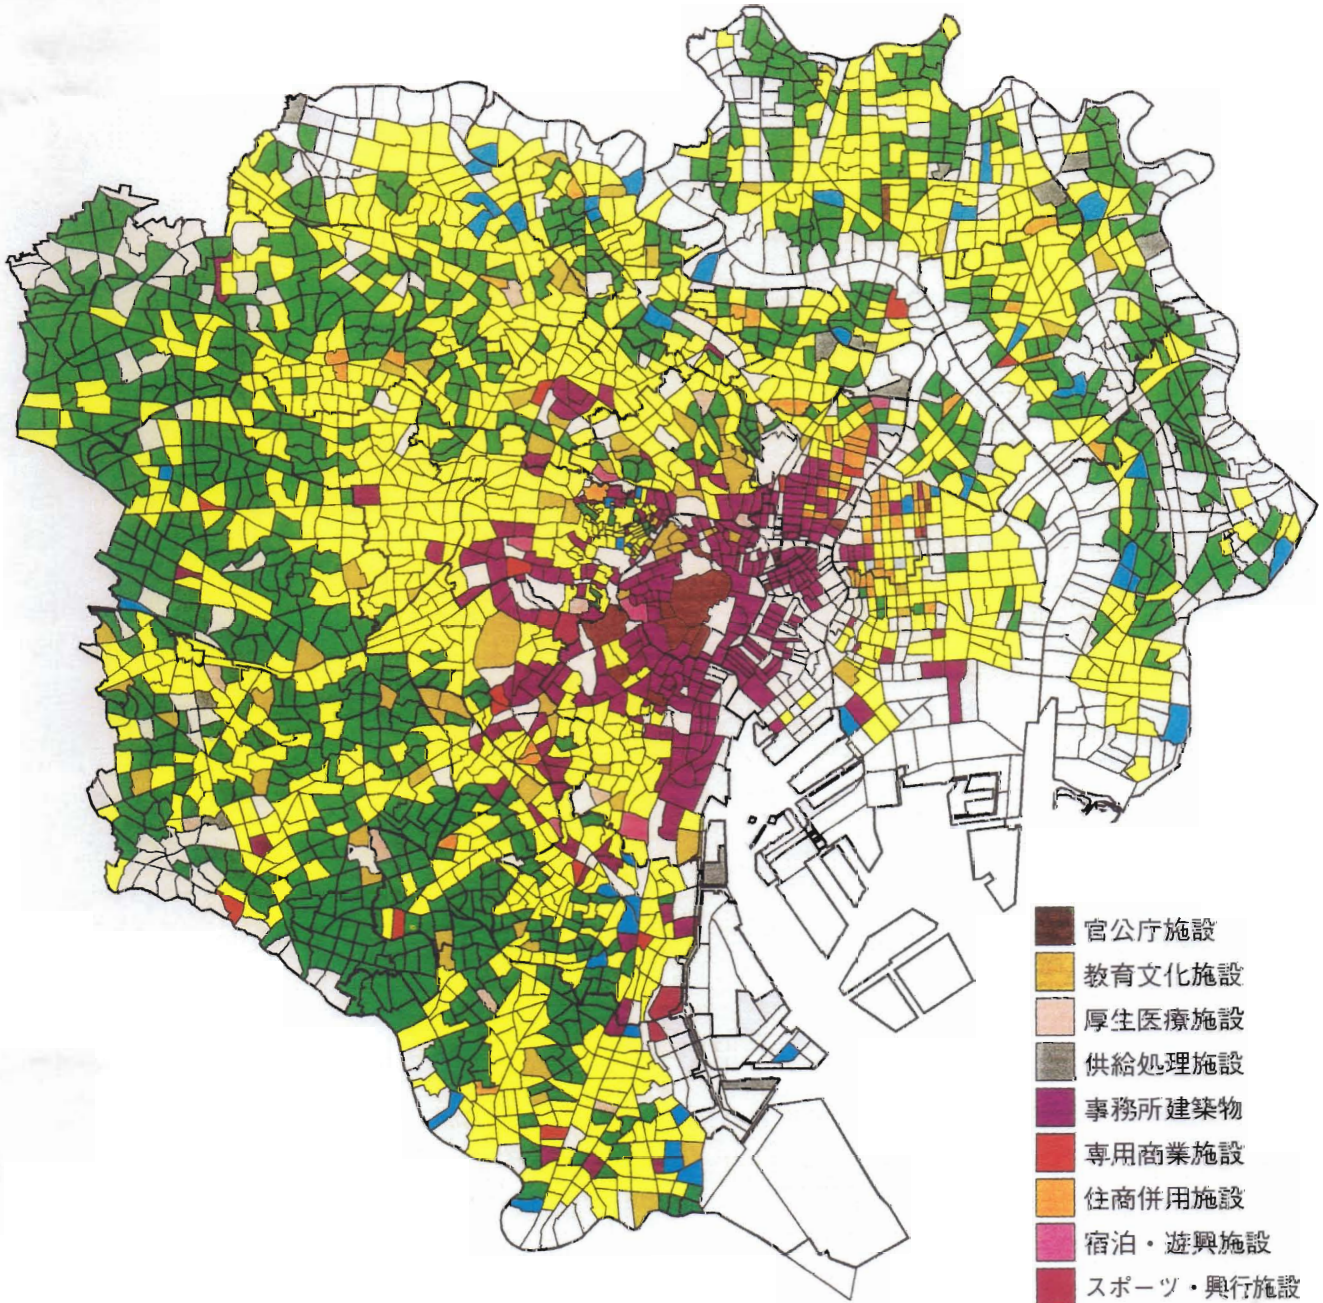 官公庁施設
教育文化施設
厚生医療施設
供給処理施設
事務所建築物
専用商業施設
住商併用施設
宿泊・遊興施設
スポーツ・興行施設